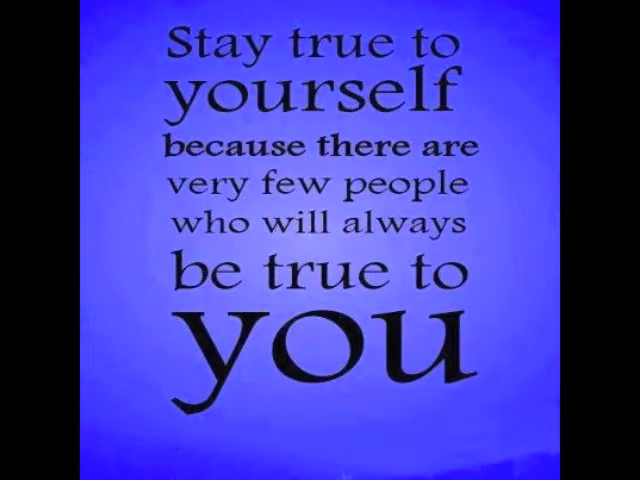 Stay true to
yourself
because there are
very few people
who will always
be true to
you